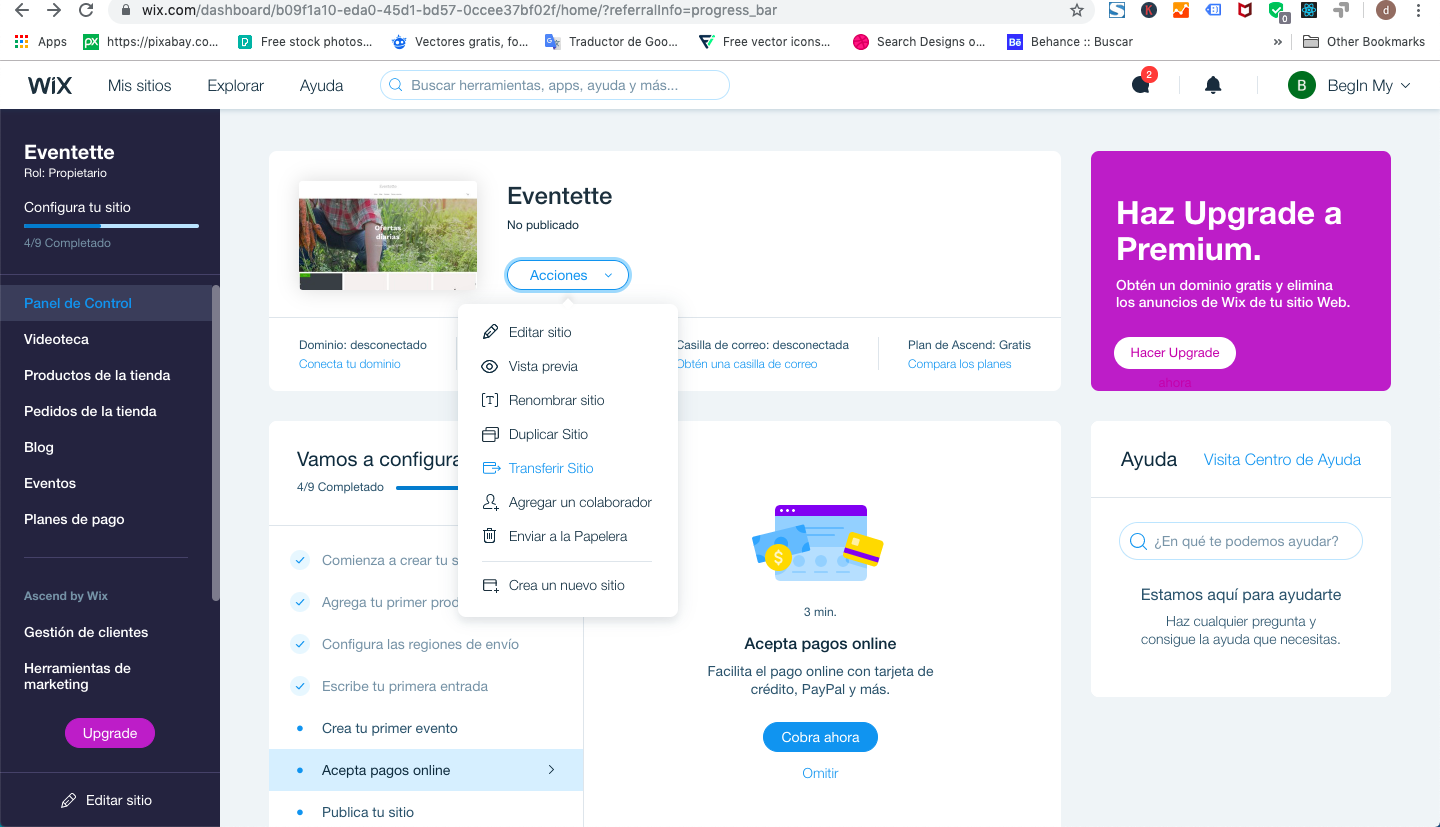 wix.com/dashboard/b09f1a10-eda0-45d1-bd57-0ccee37bf02f/home/?referralInfo=progress_bar
0
d
Apps
https://pixabay.co...
Free stock photos...
Vectores gratis, fo...
Traductor de Goo...
Free vector icons...
Search Designs o...
Behance :: Buscar
»
Other Bookmarks
WiX
Mis sitios
Explorar
Ayuda
Buscar herramientas, apps, ayuda y más...
2
B
BegIn My
Eventette
Rol: Propietario
Configura tu sitio
4/9 Completado
Panel de Control
Videoteca
Productos de la tienda
Pedidos de la tienda
Blog
Eventos
Planes de pago
Ascend by Wix
Gestión de clientes
Herramientas de
marketing
Upgrade
Editar sitio
Ofertas
diarias
Eventette
No publicado
Acciones
Editar sitio
Vista previa
Renombrar sitio
Duplicar Sitio
Transferir Sitio
Agregar un colaborador
Enviar a la Papelera
Crea un nuevo sitio
Dominio: desconectado
Conecta tu dominio
Casilla de correo: desconectada
Obtén una casilla de correo
Plan de Ascend: Gratis
Compara los planes
Vamos a configura
4/9 Completado
Comienza a crear tu s
Agrega tu primer prod
Configura las regiones de envío
Escribe tu primera entrada
Crea tu primer evento
Acepta pagos online
Publica tu sitio
3 min.
Acepta pagos online
Facilita el pago online con tarjeta de
crédito, PayPal y más.
Cobra ahora
Omitir
Haz Upgrade a
Premium.
Obtén un dominio gratis y elimina
los anuncios de Wix de tu sitio Web.
Hacer Upgrade
ahora
Ayuda
Visita Centro de Ayuda
¿En qué te podemos ayudar?
Estamos aquí para ayudarte
Haz cualquier pregunta y
consigue la ayuda que necesitas.